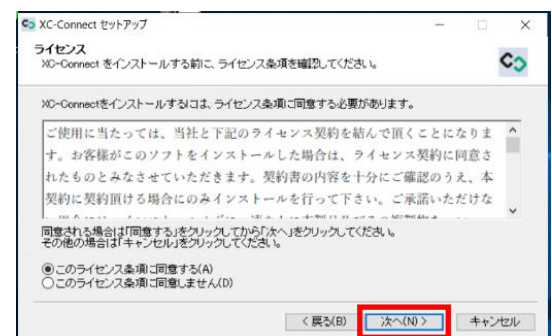 XC-Connect セットアップ
ライセンス
XC-Connect をインストールする前に、ライセンス条項を確認してください。
XC-Connectをインストールするには、ライセンス条項に同意する必要があります。
ご使用に当たっては、当社と下記のライセンス契約を結んで頂くことになりま
す。お客様がこのソフトをインストールした場合は、ライセンス契約に同意さ
れたものとみなさせていただきます。契約書の内容を十分にご確認のうえ、本
契約に契約頂ける場合にのみインストールを行って下さい。ご承諾いただけな
同意される場合は「同意する」をクリックしてから「次へ」をクリックしてください。
その他の場合は「キャンセル」をクリックしてください。
このライセンス条項に同意する(A)
このライセンス条項に同意しません(D)
< 戻る(B)
次へ(N) >
キャンセル